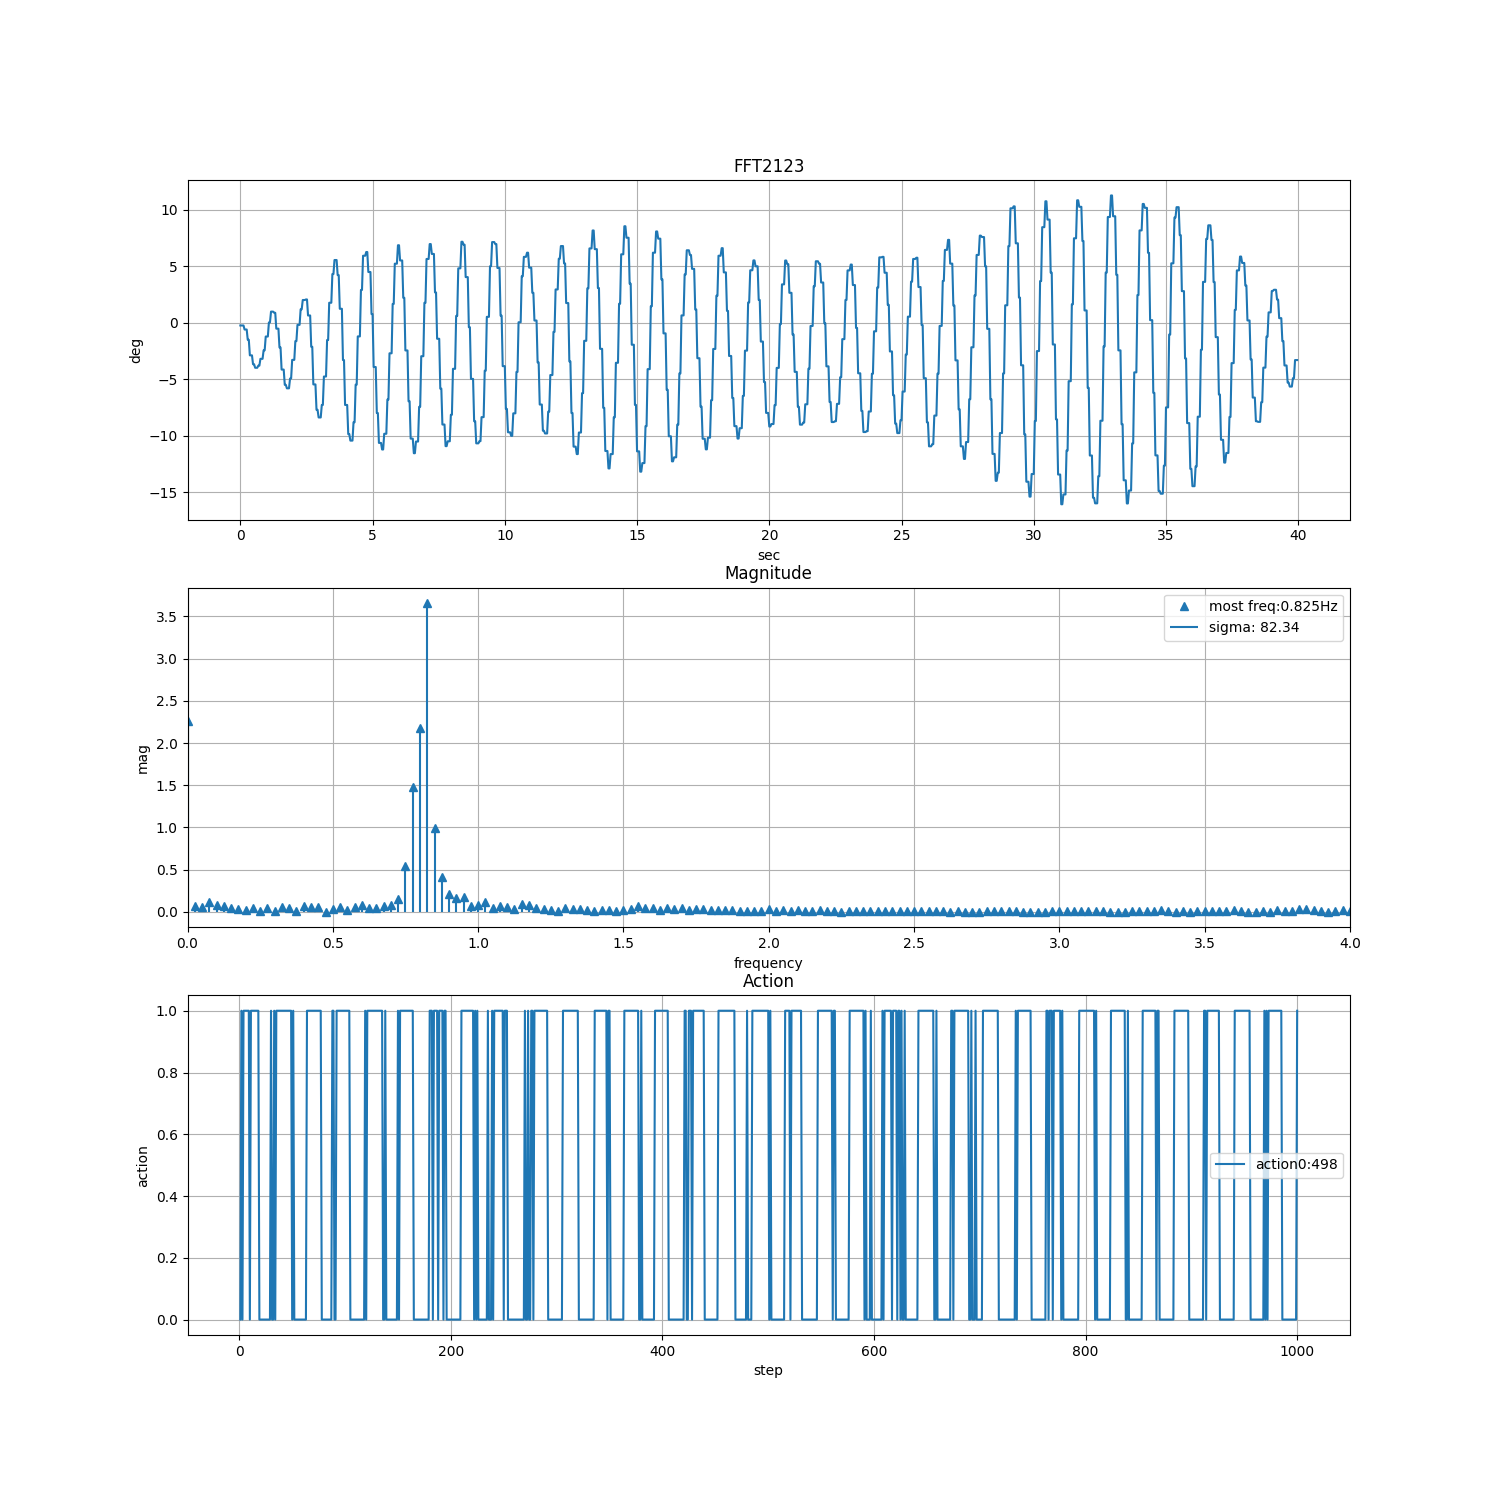 FFT2123
10
5
0
−5
−10
−15
deg
0 5 10 15 20 25 30 35 40
sec
Magnitude
3.5
3.0
2.5
2.0
1.5
1.0
0.5
0.0
mag
most freq:0.825Hz
sigma: 82.34
0.0 0.5 1.0 1.5 2.0 2.5 3.0 3.5 4.0
frequency
Action
1.0
0.8
0.6
0.4
0.2
0.0
action
action0:498
0 200 400 600 800 1000
step